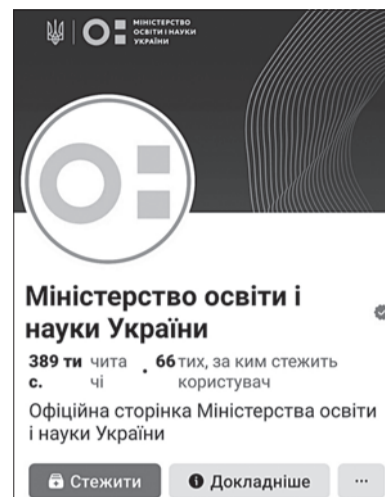 МІНІСТЕРСТВО
ОСВІТИ І НАУКИ
УКРАЇНИ
Міністерство освіти і
науки України
389 ти чита · 66 тих, за ким стежить
с. чі користувач
Офіційна сторінка Міністерства освіти
і науки України
Стежити Докладніше ...